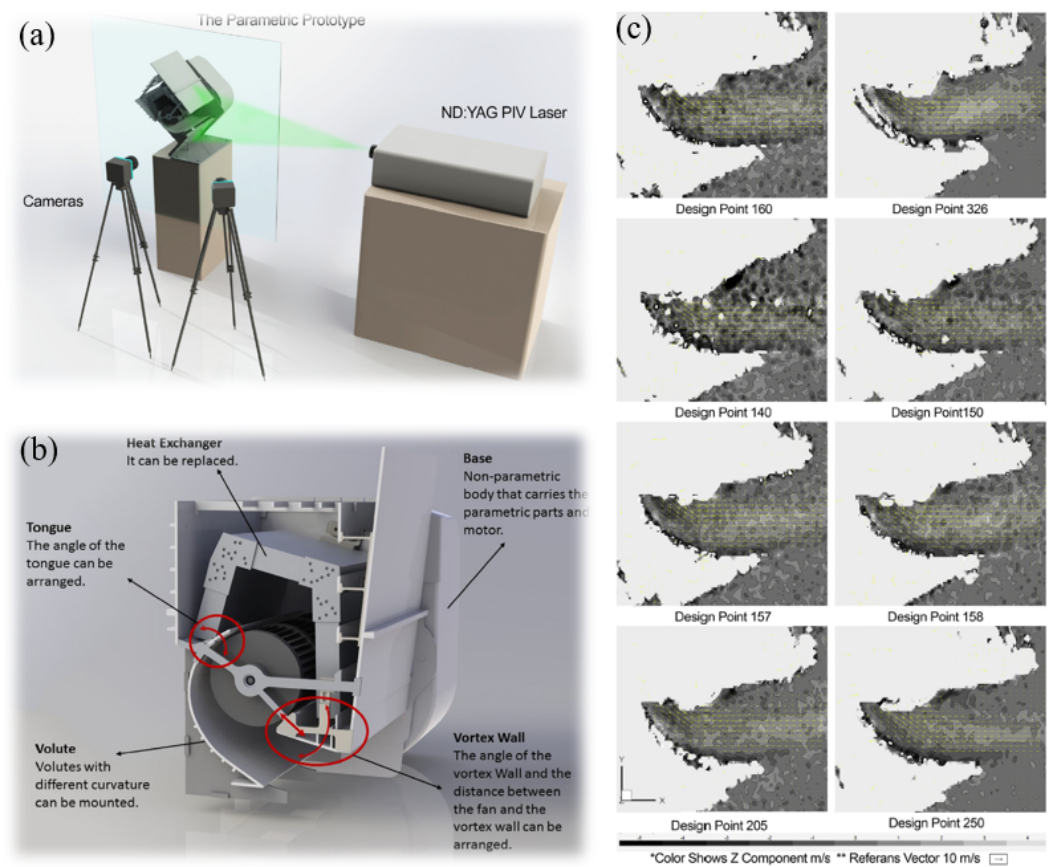 (a)
The Parametric Prototype
ND:YAG PIV Laser
Cameras
(b)
Heat Exchanger
It can be replaced.
Base
Non-parametric
body that carries the
parametric parts and
motor.
Tongue
The angle of the
tongue can be
arranged.
Volute
Volutes with
different curvature
can be mounted.
Vortex Wall
The angle of the
vortex Wall and the
distance between
the fan and the
vortex wall can be
arranged.
(c)
Design Point 160
Design Point 326
Design Point 140
Design Point150
Design Point 157
Design Point 158
Y
X
Design Point 205
Design Point 250
*Color Shows Z Component m/s ** Referans Vector 10 m/s